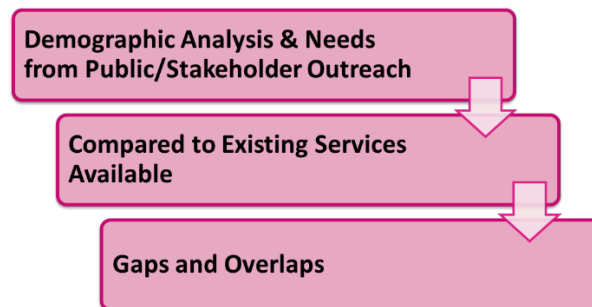 Demographic Analysis & Needs
from Public/Stakeholder Outreach
Compared to Existing Services
Available
Gaps and Overlaps